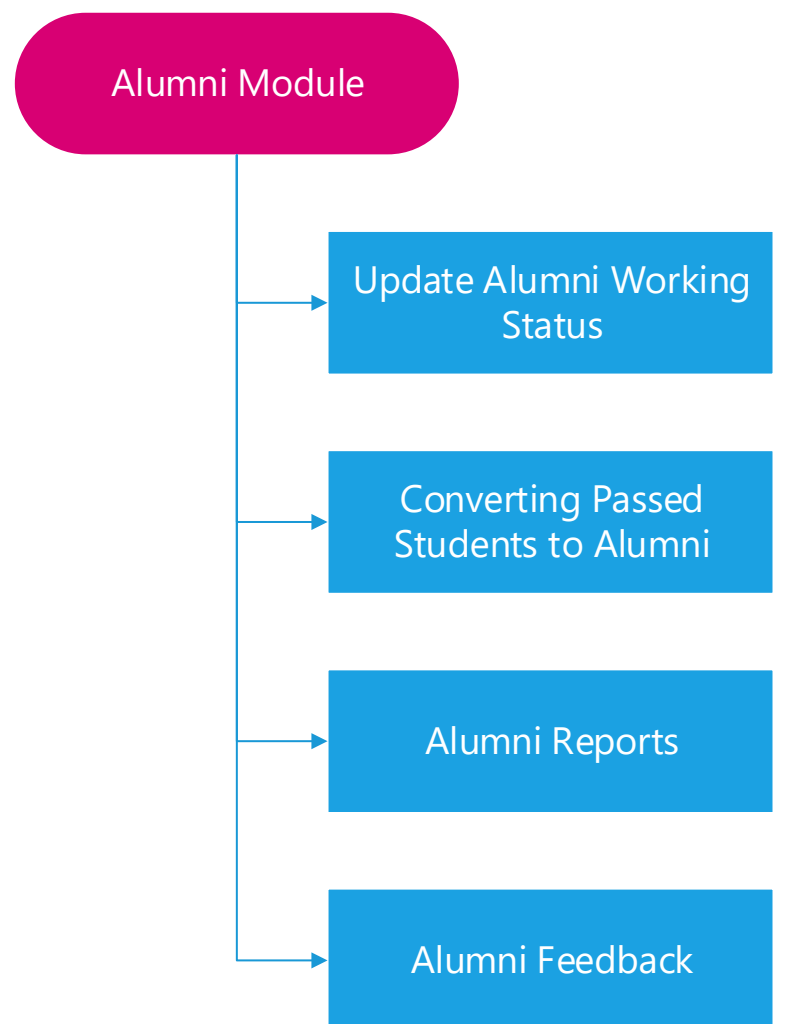 Alumni Module
Update Alumni Working
Status
Converting Passed
Students to Alumni
Alumni Reports
Alumni Feedback